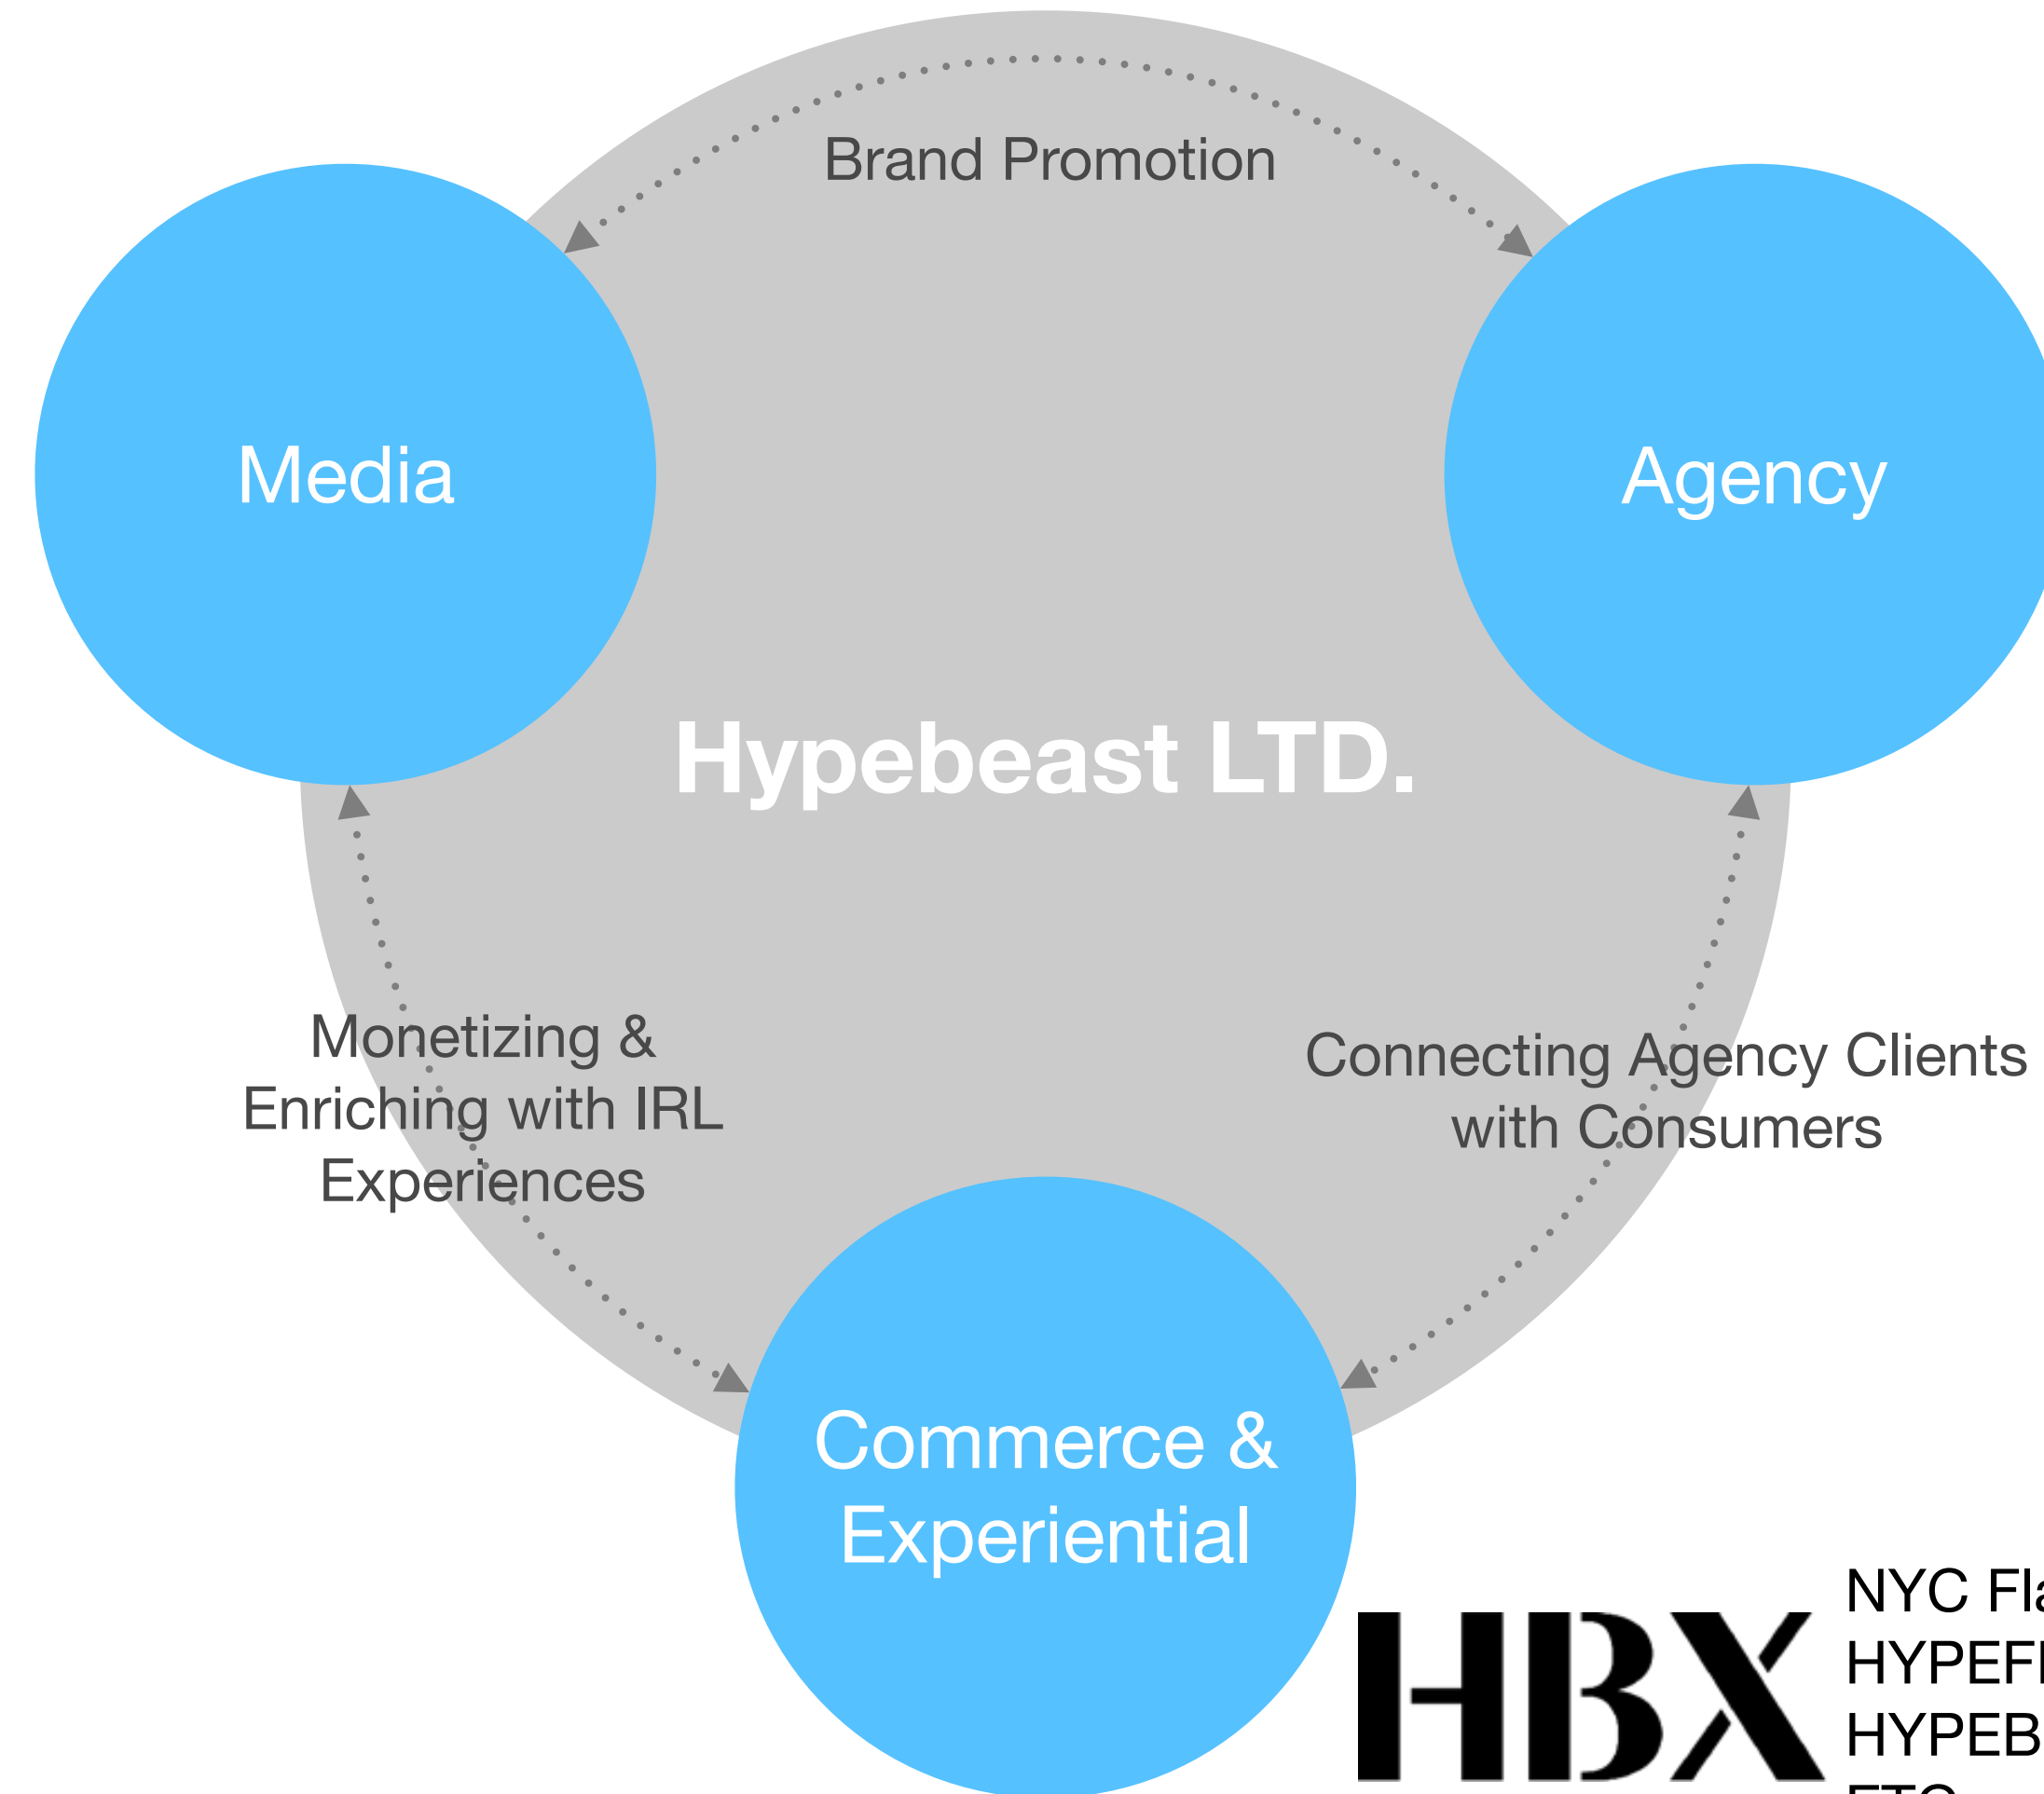 Brand Promotion
Media
Agency
Hypebeast LTD.
Monetizing &
Enriching with IRL
Experiences
Connecting Agency Clients
with Consumers
Commerce &
Experiential
HBX
NYC